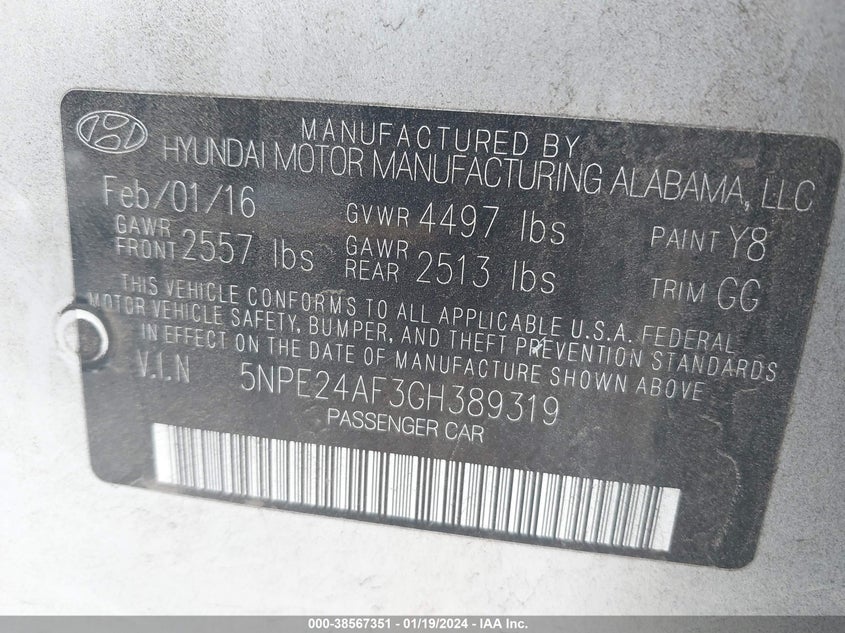 MANUFACTURED BY
HYUNDAI MOTOR MANUFACTURING ALABAMA, LLC
Feb/01/16 GVWR 4497 lbs PAINT Y8
GAWR FRONT 2557 lbs GAWR REAR 2513 lbs TRIM GG
THIS VEHICLE CONFORMS TO ALL APPLICABLE U.S.A. FEDERAL
MOTOR VEHICLE SAFETY, BUMPER, AND THEFT PREVENTION STANDARDS
IN EFFECT ON THE DATE OF MANUFACTURE SHOWN ABOVE
V.I.N 5NPE24AF3GH389319
PASSENGER CAR
000-38567351 - 01/19/2024 - IAA Inc.